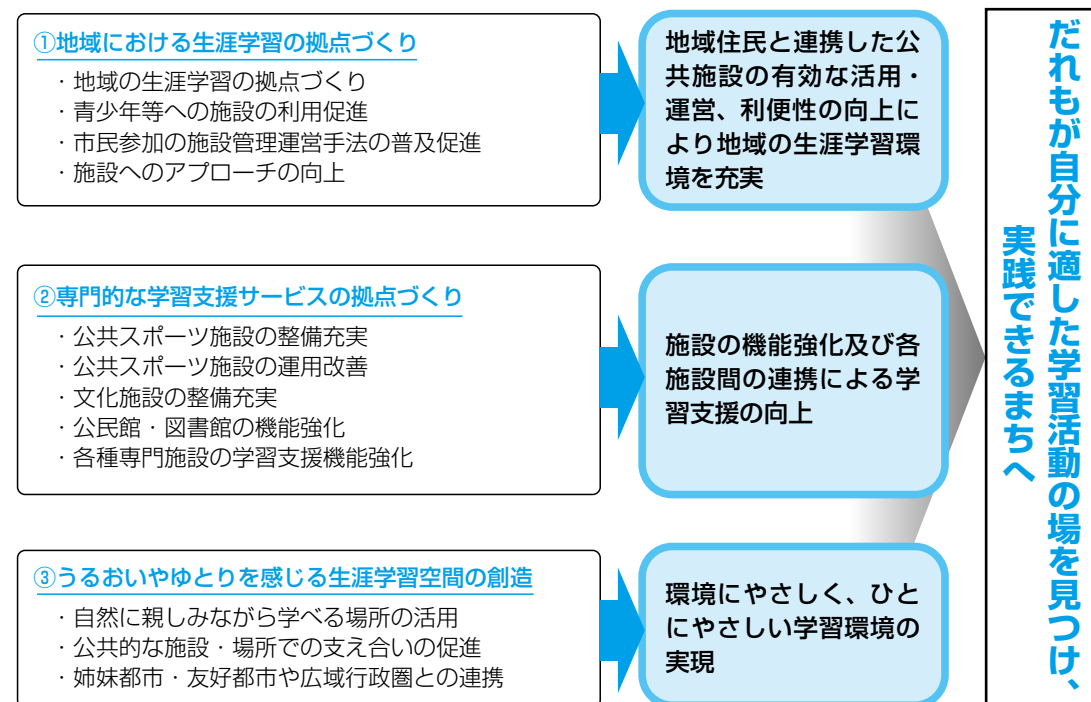 ①地域における生涯学習の拠点づくり
・地域の生涯学習の拠点づくり
・青少年等への施設の利用促進
・市民参加の施設管理運営手法の普及促進
・施設へのアプローチの向上
地域住民と連携した公
共施設の有効な活用・
運営、利便性の向上に
より地域の生涯学習環
境を充実
②専門的な学習支援サービスの拠点づくり
・公共スポーツ施設の整備充実
・公共スポーツ施設の運用改善
・文化施設の整備充実
・公民館・図書館の機能強化
・各種専門施設の学習支援機能強化
施設の機能強化及び各
施設間の連携による学
習支援の向上
③うるおいやゆとりを感じる生涯学習空間の創造
・自然に親しみながら学べる場所の活用
・公共的な施設・場所での支え合いの促進
・姉妹都市・友好都市や広域行政圏との連携
環境にやさしく、ひと
にやさしい学習環境の
実現
だれもが自分に適した学習活動の場を見つけ、
実践できるまちへ